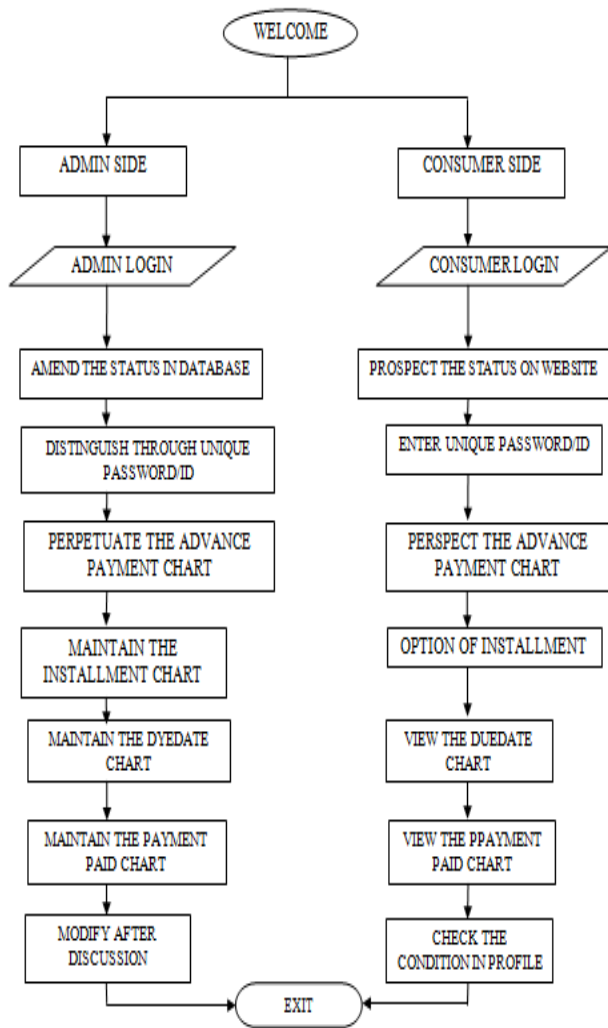 WELCOME
ADMIN SIDE
CONSUMER SIDE
ADMIN LOGIN
CONSUMER LOGIN
AMEND THE STATUS IN DATABASE
PROSPECT THE STATUS ON WEBSITE
DISTINGUISH THROUGH UNIQUE
PASSWORD/ID
ENTER UNIQUE PASSWORD/ID
PERPETUATE THE ADVANCE
PAYMENT CHART
PERSPECT THE ADVANCE
PAYMENT CHART
MAINTAIN THE
INSTALLMENT CHART
OPTION OF INSTALLMENT
MAINTAIN THE DYEDATE
CHART
VIEW THE DUEDATE
CHART
MAINTAIN THE PAYMENT
PAID CHART
VIEW THE PPAYMENT
PAID CHART
MODIFY AFTER
DISCUSSION
CHECK THE
CONDITION IN PROFILE
EXIT